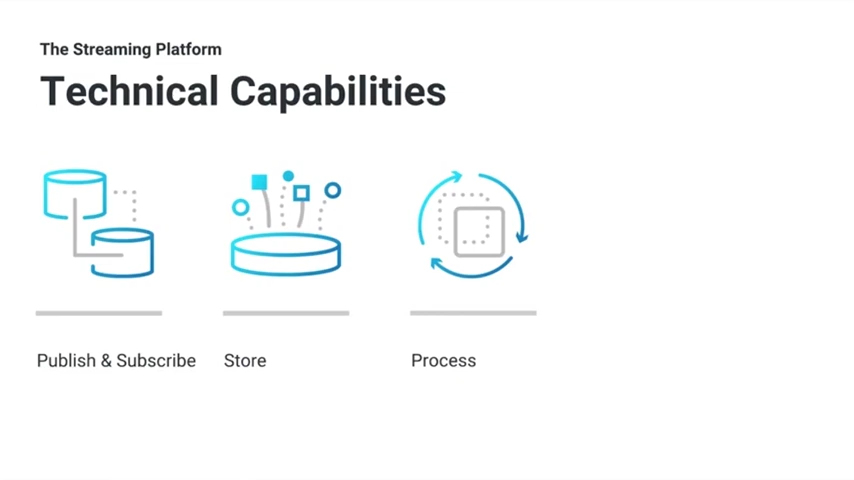 The Streaming Platform
Technical Capabilities
Publish & Subscribe
Store
Process